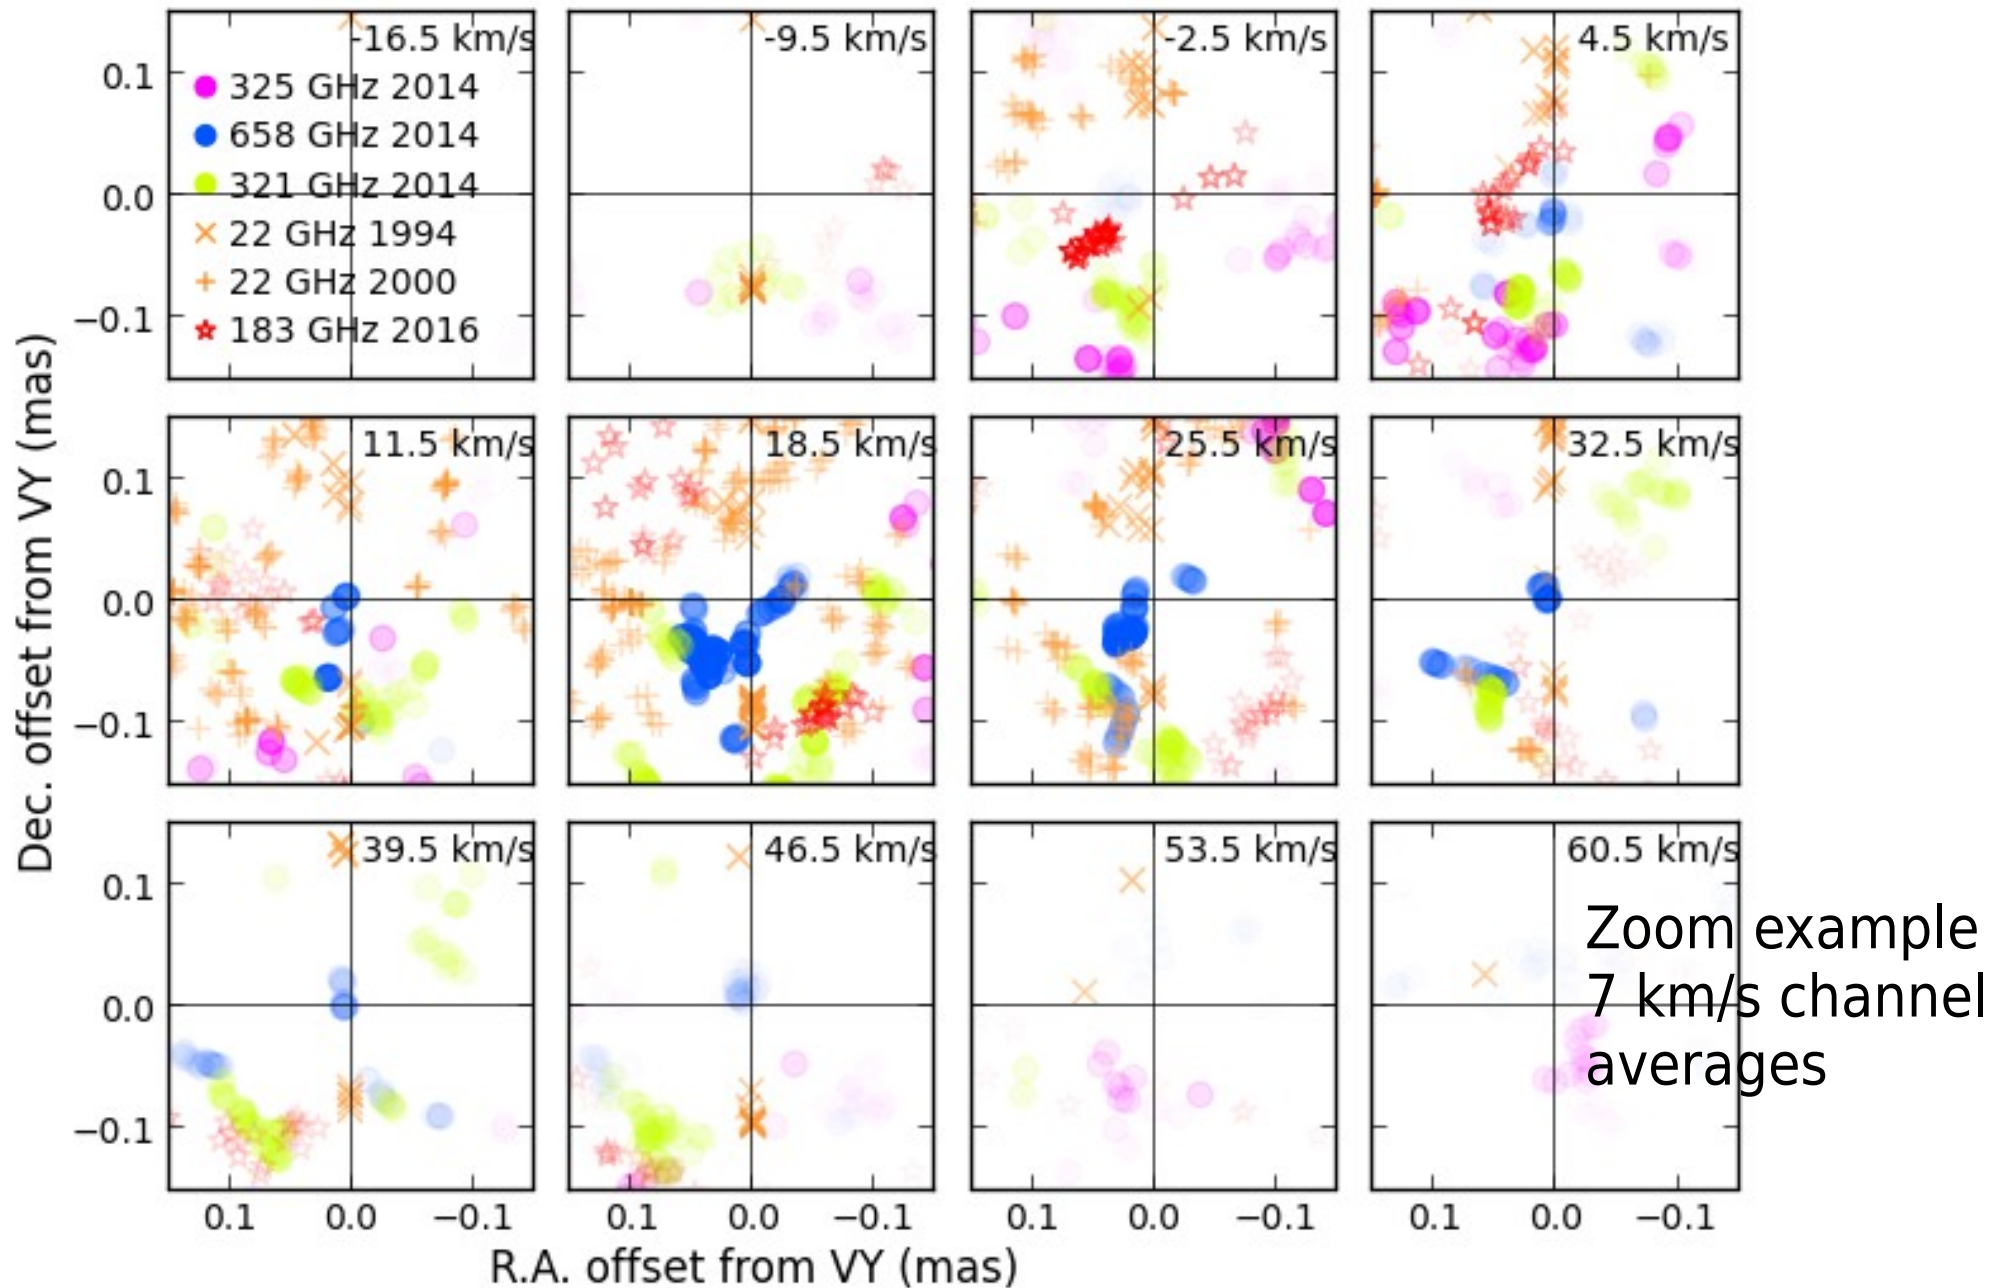 -16.5 km/s
-9.5 km/s
-2.5 km/s
4.5 km/s
325 GHz 2014
658 GHz 2014
321 GHz 2014
22 GHz 1994
22 GHz 2000
183 GHz 2016
0.1
0.0
−0.1
11.5 km/s
18.5 km/s
25.5 km/s
32.5 km/s
0.1
0.0
−0.1
Dec. offset from VY (mas)
39.5 km/s
46.5 km/s
53.5 km/s
60.5 km/s
0.1
0.0
−0.1
Zoom example
7 km/s channel
averages
0.1 0.0 −0.1
0.1 0.0 −0.1
0.1 0.0 −0.1
0.1 0.0 −0.1
R.A. offset from VY (mas)